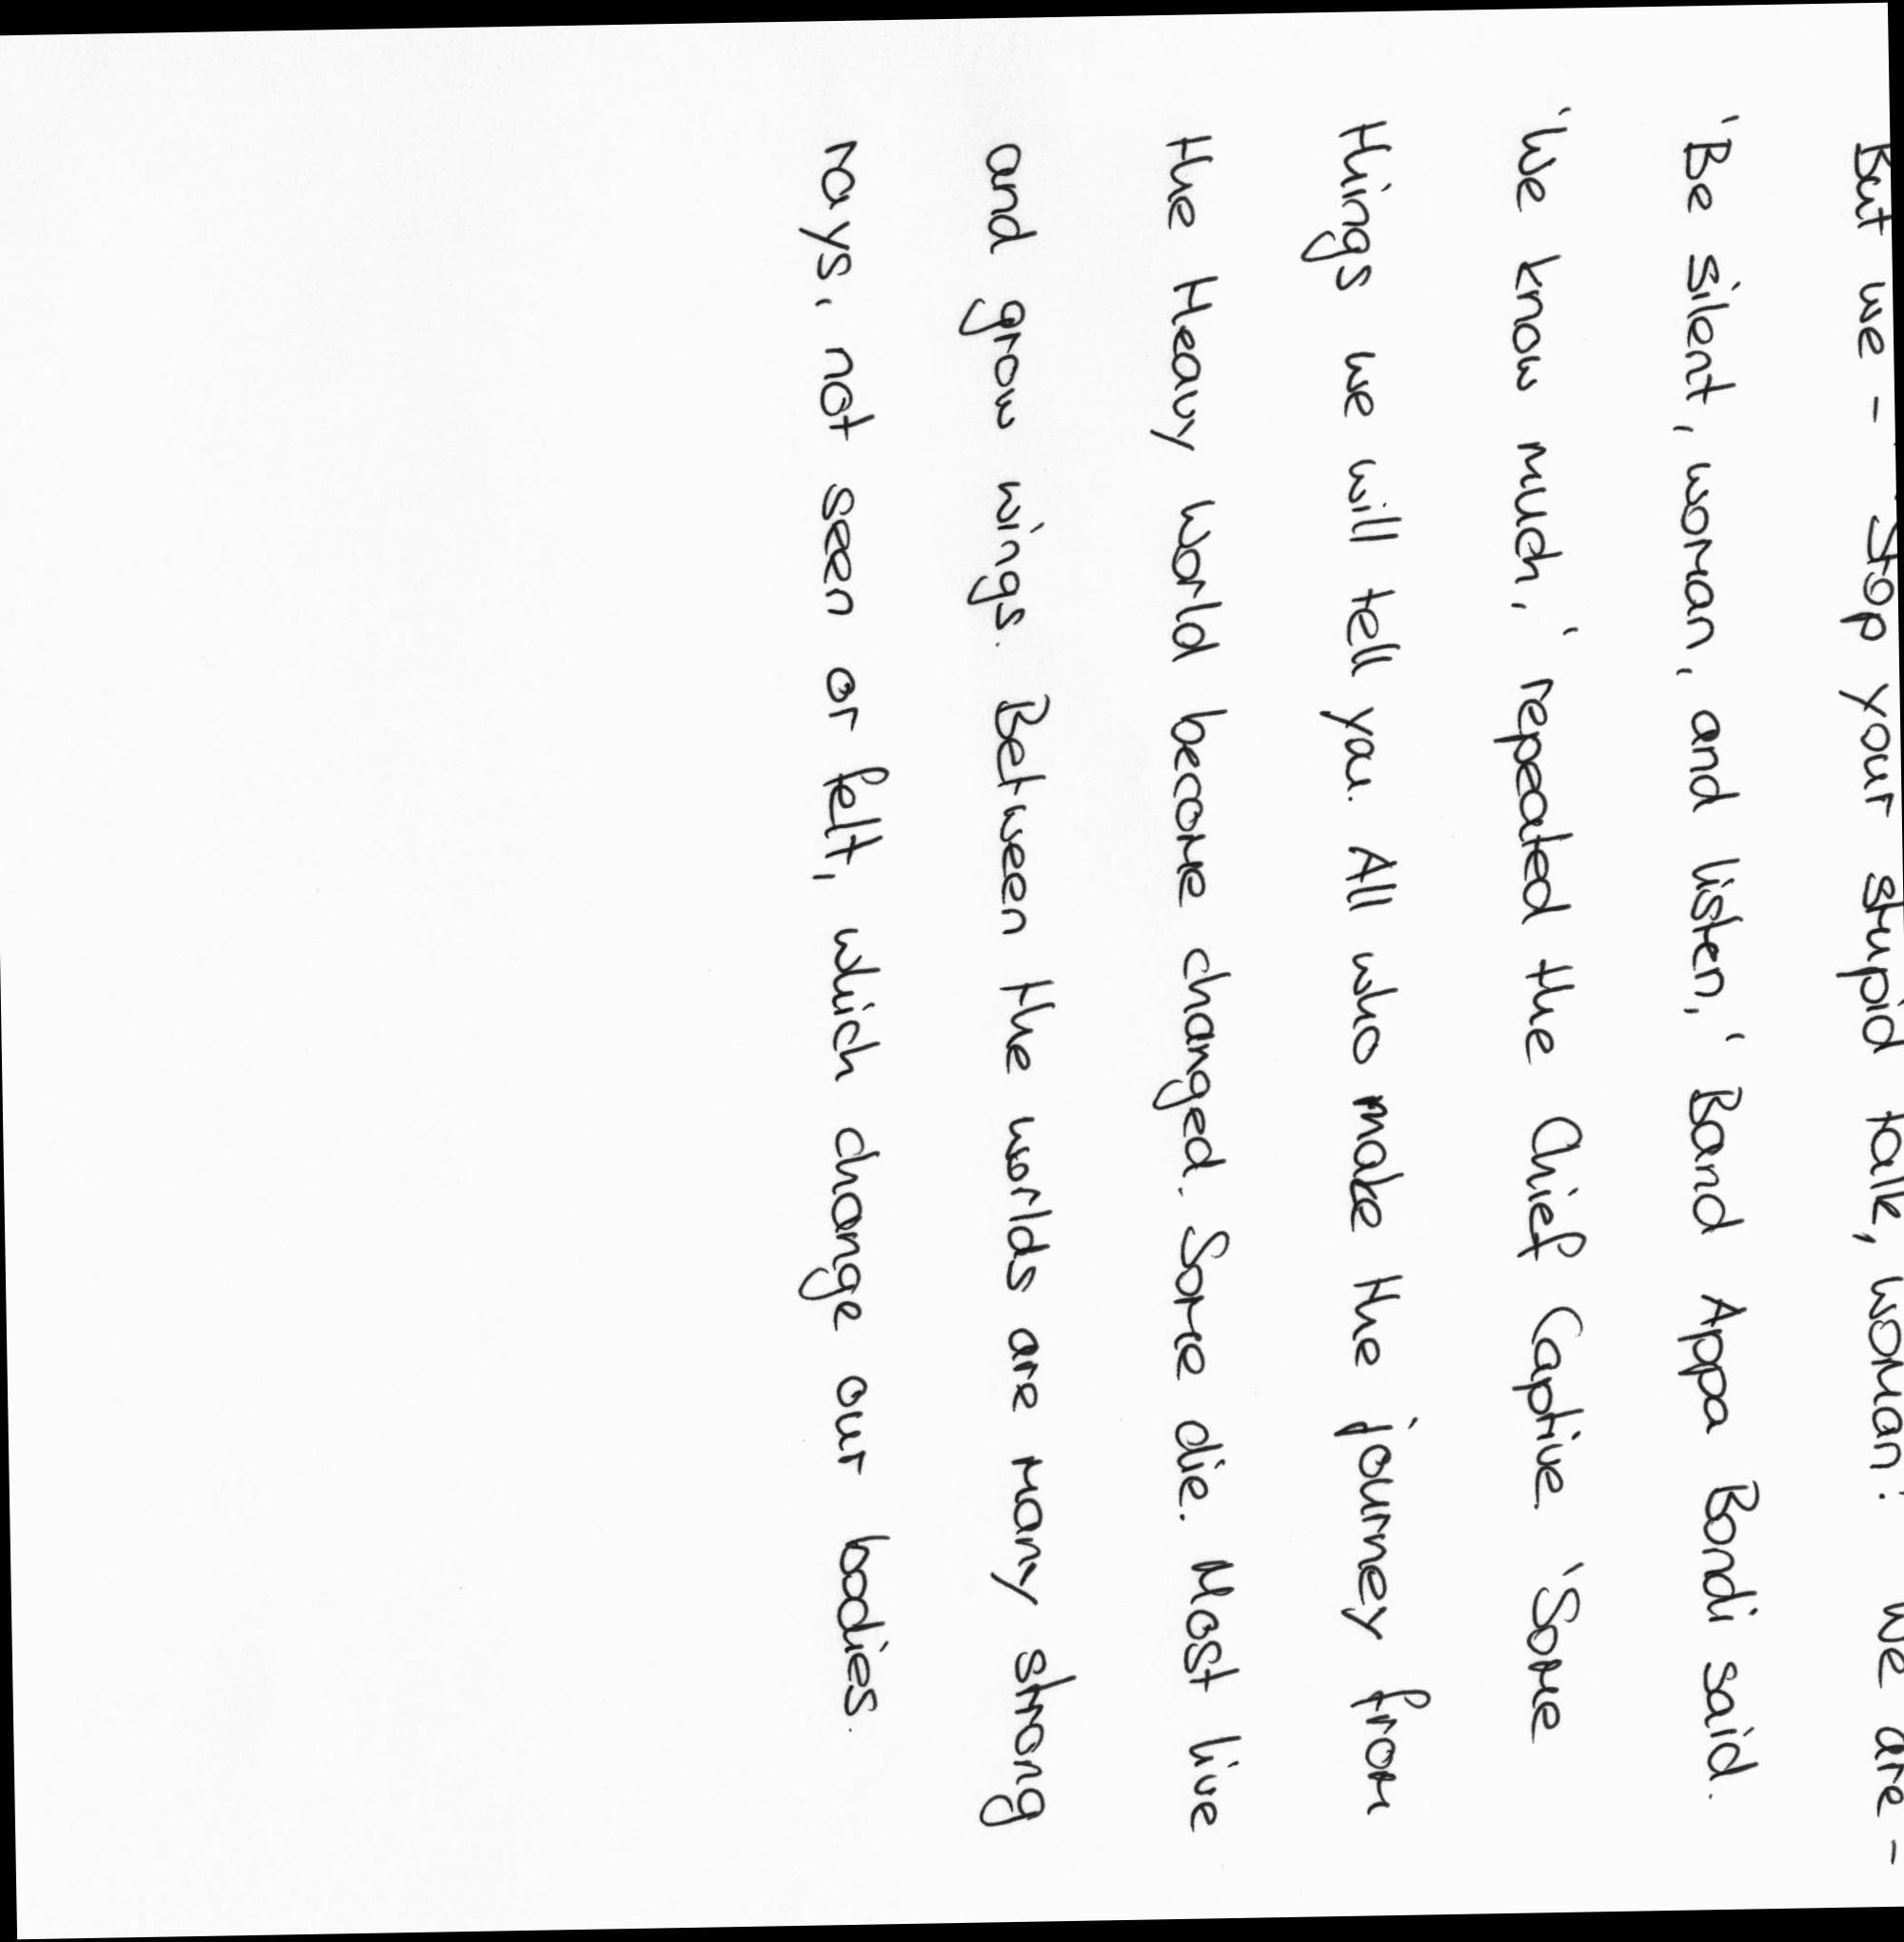 But we - ' Stop your stupid talk, woman!' ' We are -
'Be silent, woman, and listen,' Band Appa Bondi said.
'We know much,' repeated the Chief Captive. 'Some
things we will tell you. All who make the journey from
the Heavy World become changed. Some die. Most live
and grow wings. Between the worlds are many strong
rays, not seen or felt, which change our bodies.